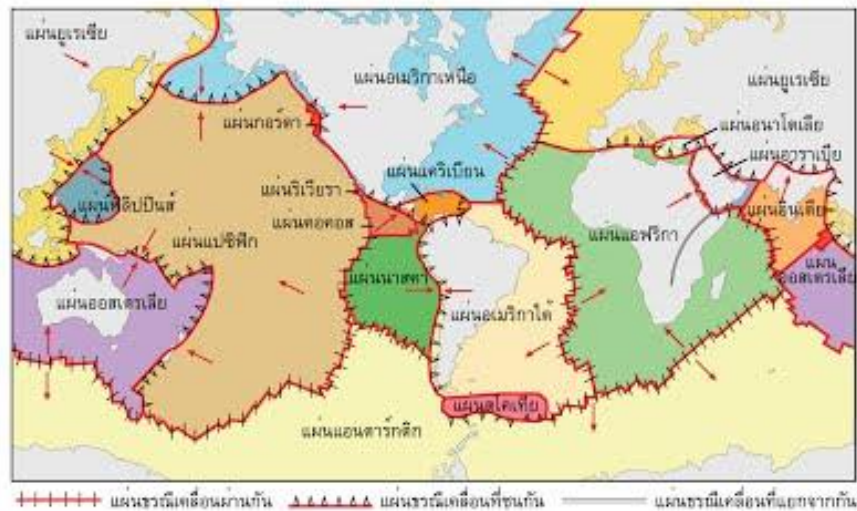 แผ่นยูเรเซีย
แผ่นอเมริกาเหนือ
แผ่นยูเรเซีย
แผ่นกอร์ดา
แผ่นอนาโตเลีย
แผ่นอาราเบีย
แผ่นแคริเบียน
แผ่นริเวียรา
แผ่นฟิลิปปินส์
แผ่นคอคอส
แผ่นอินเดีย
แผ่นแปซิฟิก
แผ่นแอฟริกา
แผ่น
ออสเตรเลีย
แผ่นนาสคา
แผ่นออสเตรเลีย
แผ่นอเมริกาใต้
แผ่นสโคเทีย
แผ่นแอนตาร์กติก
แผ่นธรณีเคลื่อนผ่านกัน
แผ่นธรณีเคลื่อนที่ชนกัน
แผ่นธรณีเคลื่อนที่แยกจากกัน